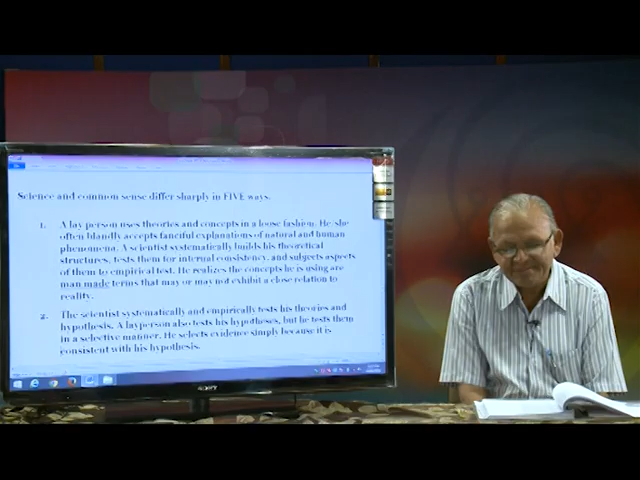 Science and common sense differ sharply in FIVE ways.
1. A lay person uses theories and concepts in a loose fashion. He/she
often blandly accepts fanciful explanations of natural and human
phenomena. A scientist systematically builds his theoretical
structures, tests them for internal consistency, and subjects aspects
of them to empirical test. He realizes the concepts he is using are
man made terms that may or may not exhibit a close relation to
reality.
2. The scientist systematically and empirically tests his theories and
hypothesis. A layperson also tests his hypotheses, but he tests them
in a selective manner. He selects evidence simply because it is
consistent with his hypothesis.
SONY